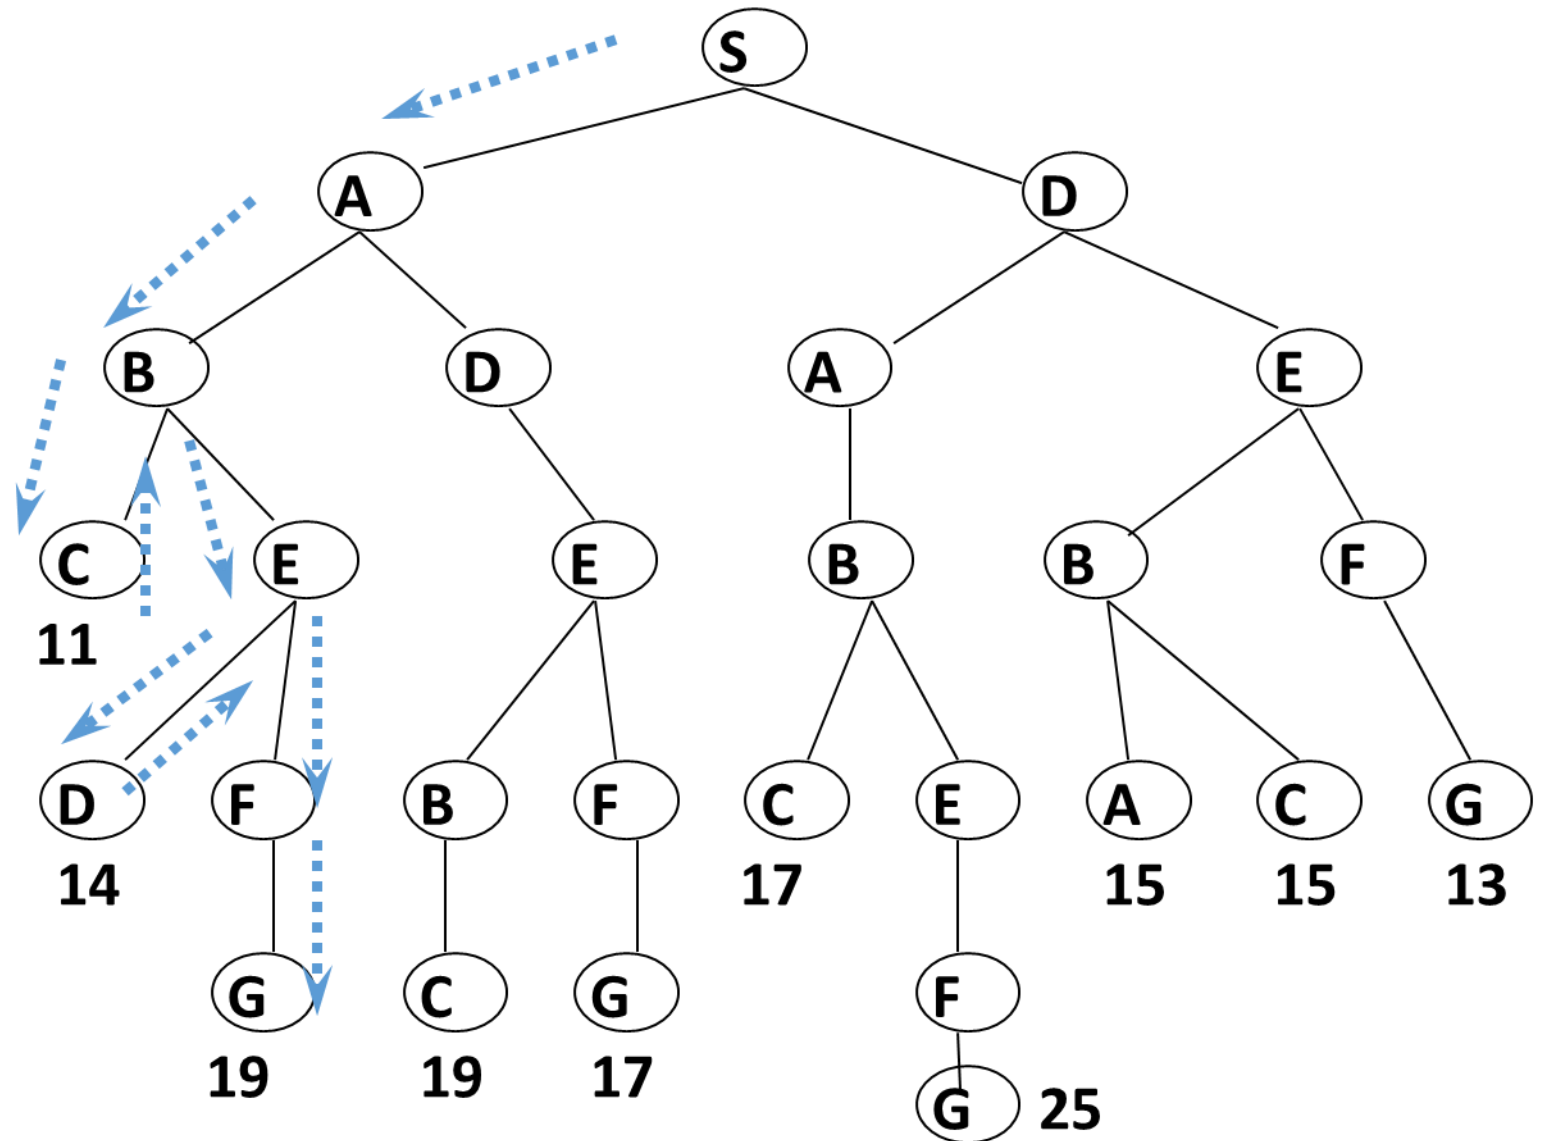 S
A D
B D A E
C E E B B F
11
D F B F C E A C G
14 17 15 15 13
G C G F
19 19 17
G 25